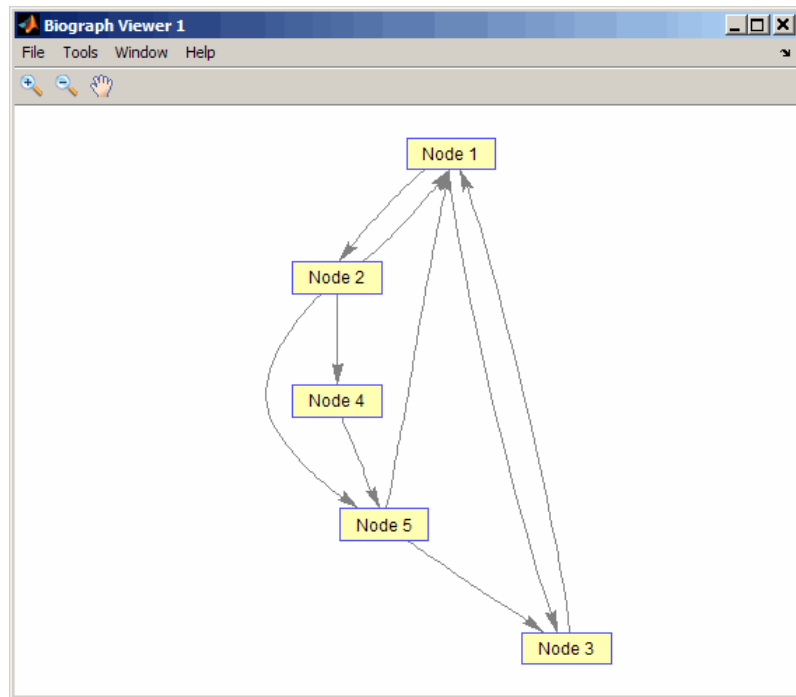 Biograph Viewer 1
File Tools Window Help
Node 1
Node 2
Node 4
Node 5
Node 3